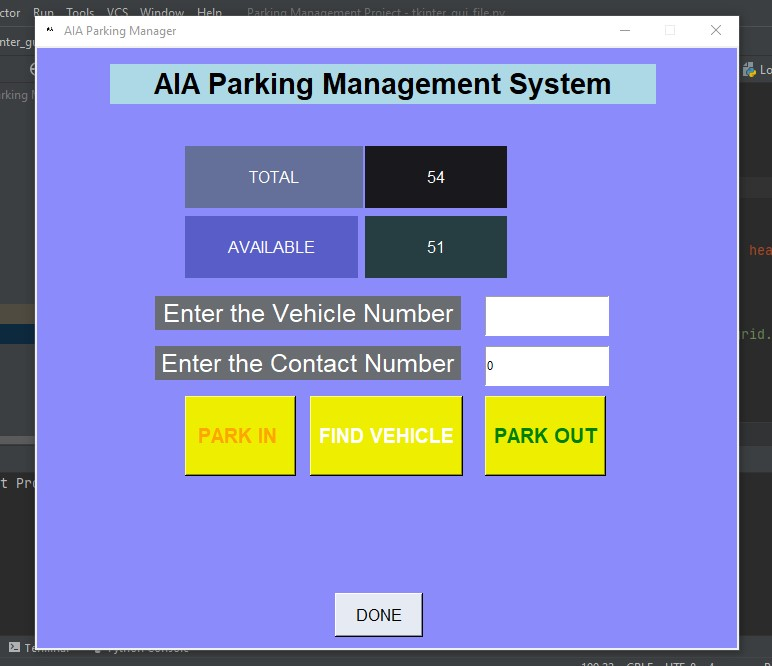 ctor Run Tools VCS Window Help Parking Management Project - tkinter_gui_file.py
AIA Parking Manager
AIA Parking Management System
TOTAL 54
AVAILABLE 51
Enter the Vehicle Number
Enter the Contact Number 0
PARK IN FIND VEHICLE PARK OUT
DONE